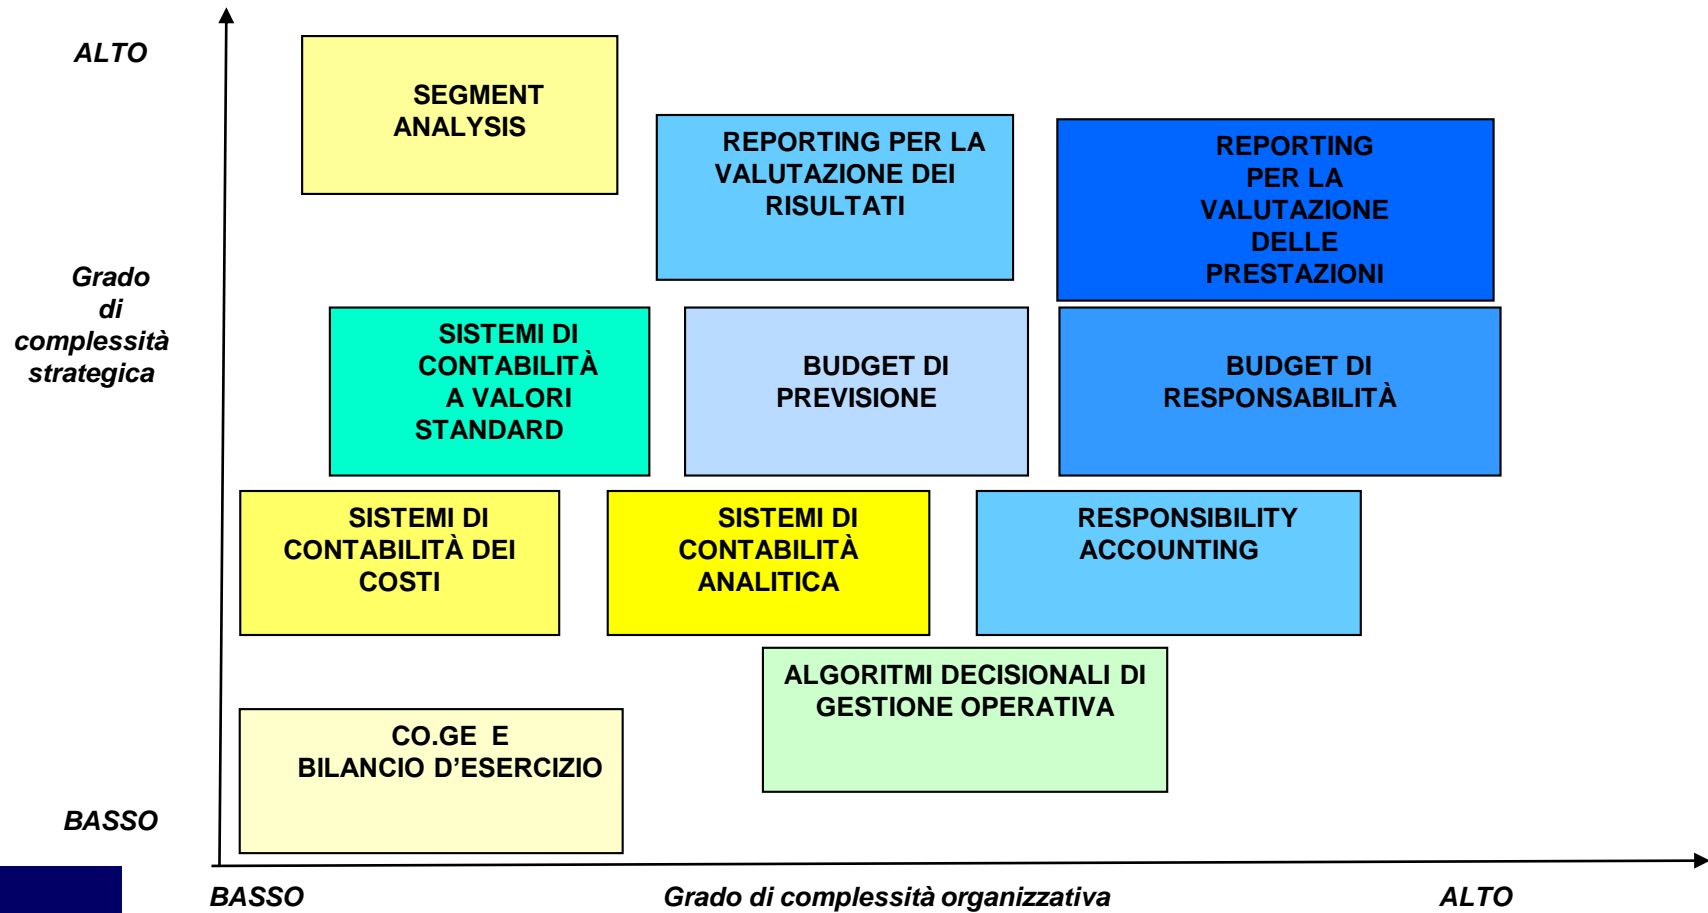 ALTO
SEGMENT
ANALYSIS
REPORTING PER LA
VALUTAZIONE DEI
RISULTATI
REPORTING
PER LA
VALUTAZIONE
DELLE
PRESTAZIONI
Grado
di
complessità
strategica
SISTEMI DI
CONTABILITÀ
A VALORI
STANDARD
BUDGET DI
PREVISIONE
BUDGET DI
RESPONSABILITÀ
SISTEMI DI
CONTABILITÀ DEI
COSTI
SISTEMI DI
CONTABILITÀ
ANALITICA
RESPONSIBILITY
ACCOUNTING
ALGORITMI DECISIONALI DI
GESTIONE OPERATIVA
CO.GE E
BILANCIO D'ESERCIZIO
BASSO
BASSO
Grado di complessità organizzativa
ALTO